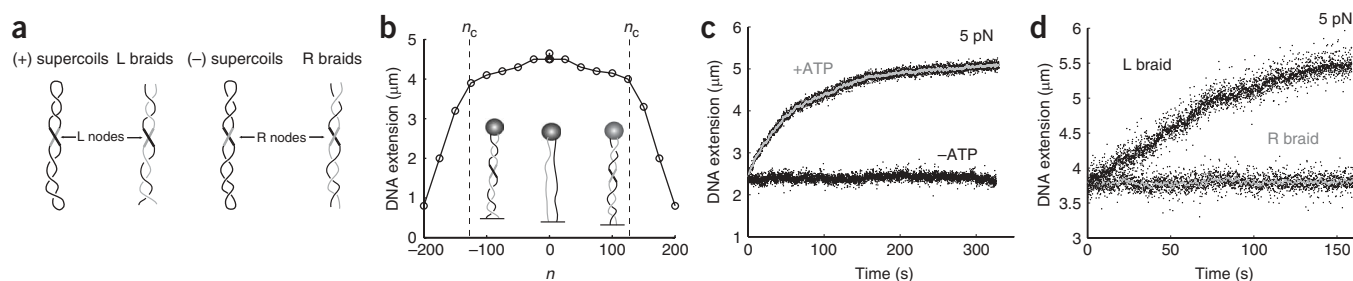 a
(+) supercoils L braids (−) supercoils R braids
L nodes
R nodes
b
n_c n_c
DNA extension (μm)
5
4
3
2
1
0
−200 −100 0 100 200
n
c
5 pN
DNA extension (μm)
6
5
4
3
2
1
+ATP
−ATP
0 100 200 300
Time (s)
d
5 pN
DNA extension (μm)
6
5.5
5
4.5
4
3.5
3
L braid
R braid
0 50 100 150
Time (s)